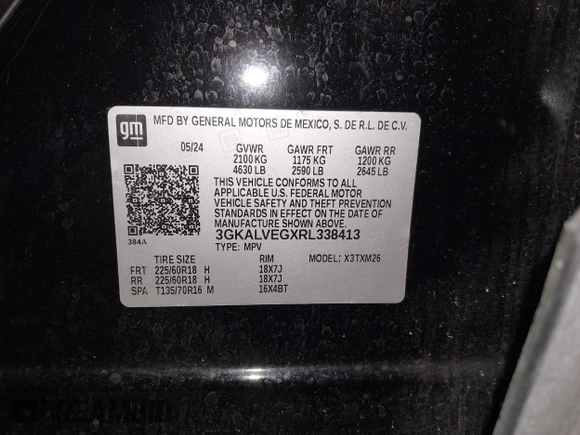 gm
MFD BY GENERAL MOTORS DE MEXICO, S. DE R.L. DE C.V.
05/24 GVWR GAWR FRT GAWR RR
2100 KG 1175 KG 1200 KG
4630 LB 2590 LB 2645 LB
THIS VEHICLE CONFORMS TO ALL
APPLICABLE U.S. FEDERAL MOTOR
VEHICLE SAFETY AND THEFT PREVENTION
STANDARDS IN EFFECT ON THE DATE OF
MANUFACTURE SHOWN ABOVE.
3GKALVEGXRL338413
384A TYPE: MPV
TIRE SIZE RIM MODEL: X3TXM26
FRT 225/60R18 H 18X7J
RR 225/60R18 H 18X7J
SPA T135/70R16 M 16X4BT